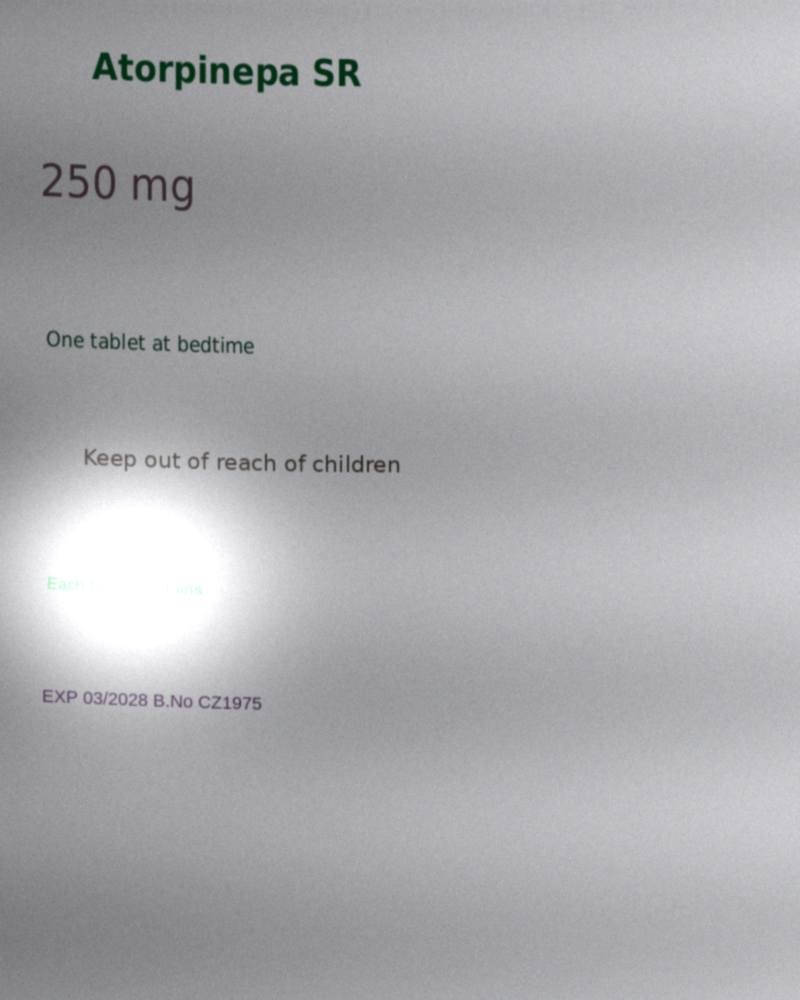 Atorpinepa SR
250 mg
One tablet at bedtime
Keep out of reach of children
Each
EXP 03/2028 B.No CZ1975